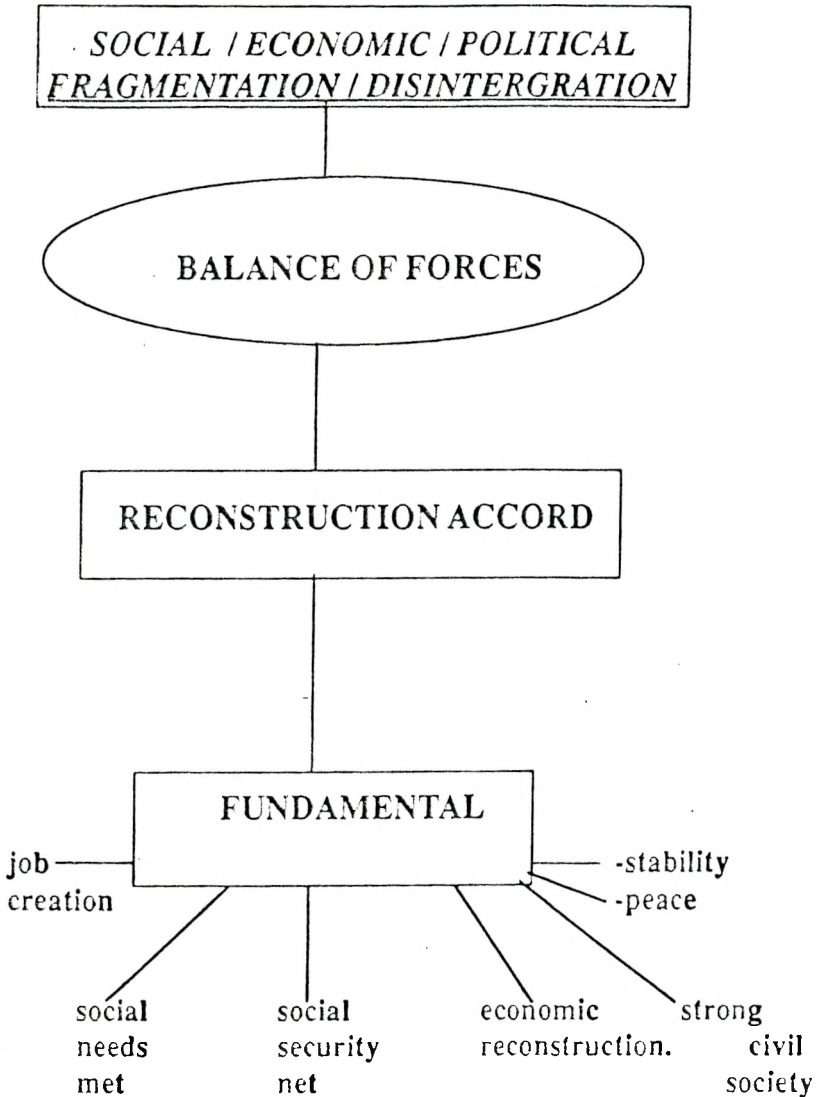 SOCIAL / ECONOMIC / POLITICAL
FRAGMENTATION / DISINTERGRATION
BALANCE OF FORCES
RECONSTRUCTION ACCORD
FUNDAMENTAL
job
creation
-stability
-peace
social
needs
met
social
security
net
economic
reconstruction.
strong
civil
society